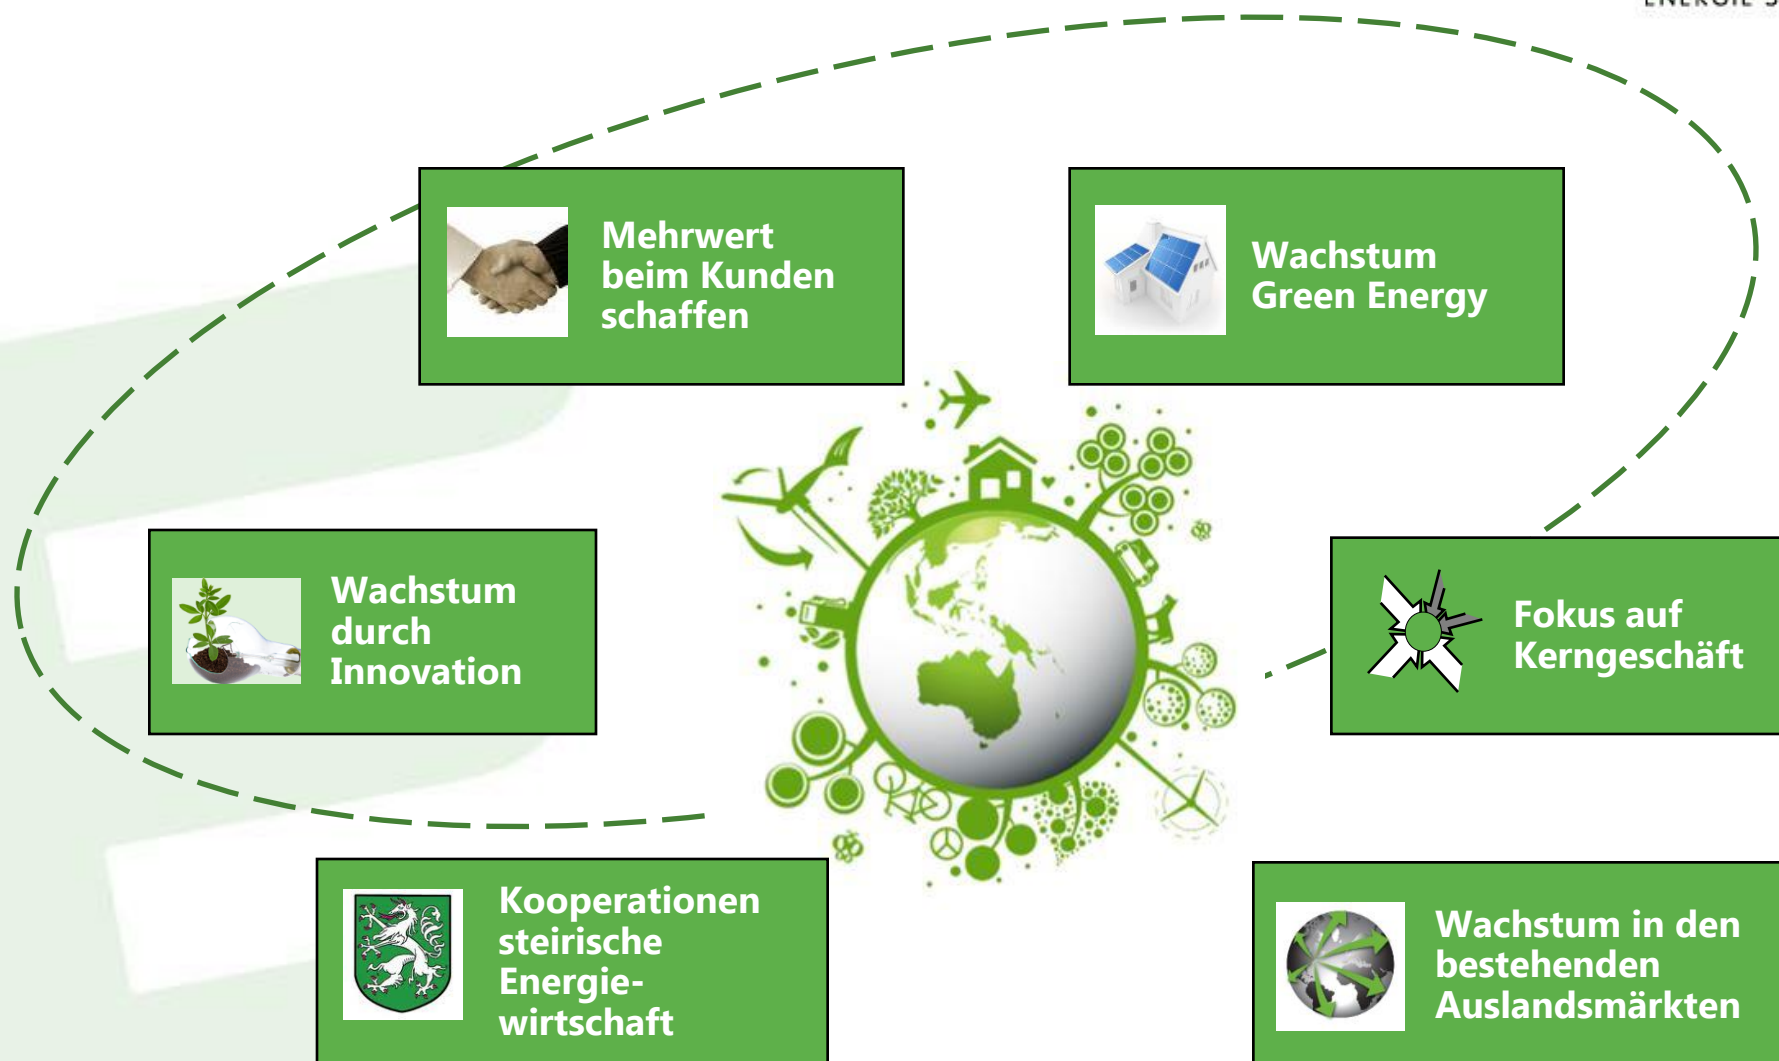 Mehrwert
beim Kunden
schaffen
Wachstum
Green Energy
Wachstum
durch
Innovation
Fokus auf
Kerngeschäft
Kooperationen
steirische
Energie-
wirtschaft
Wachstum in den
bestehenden
Auslandsmärkten